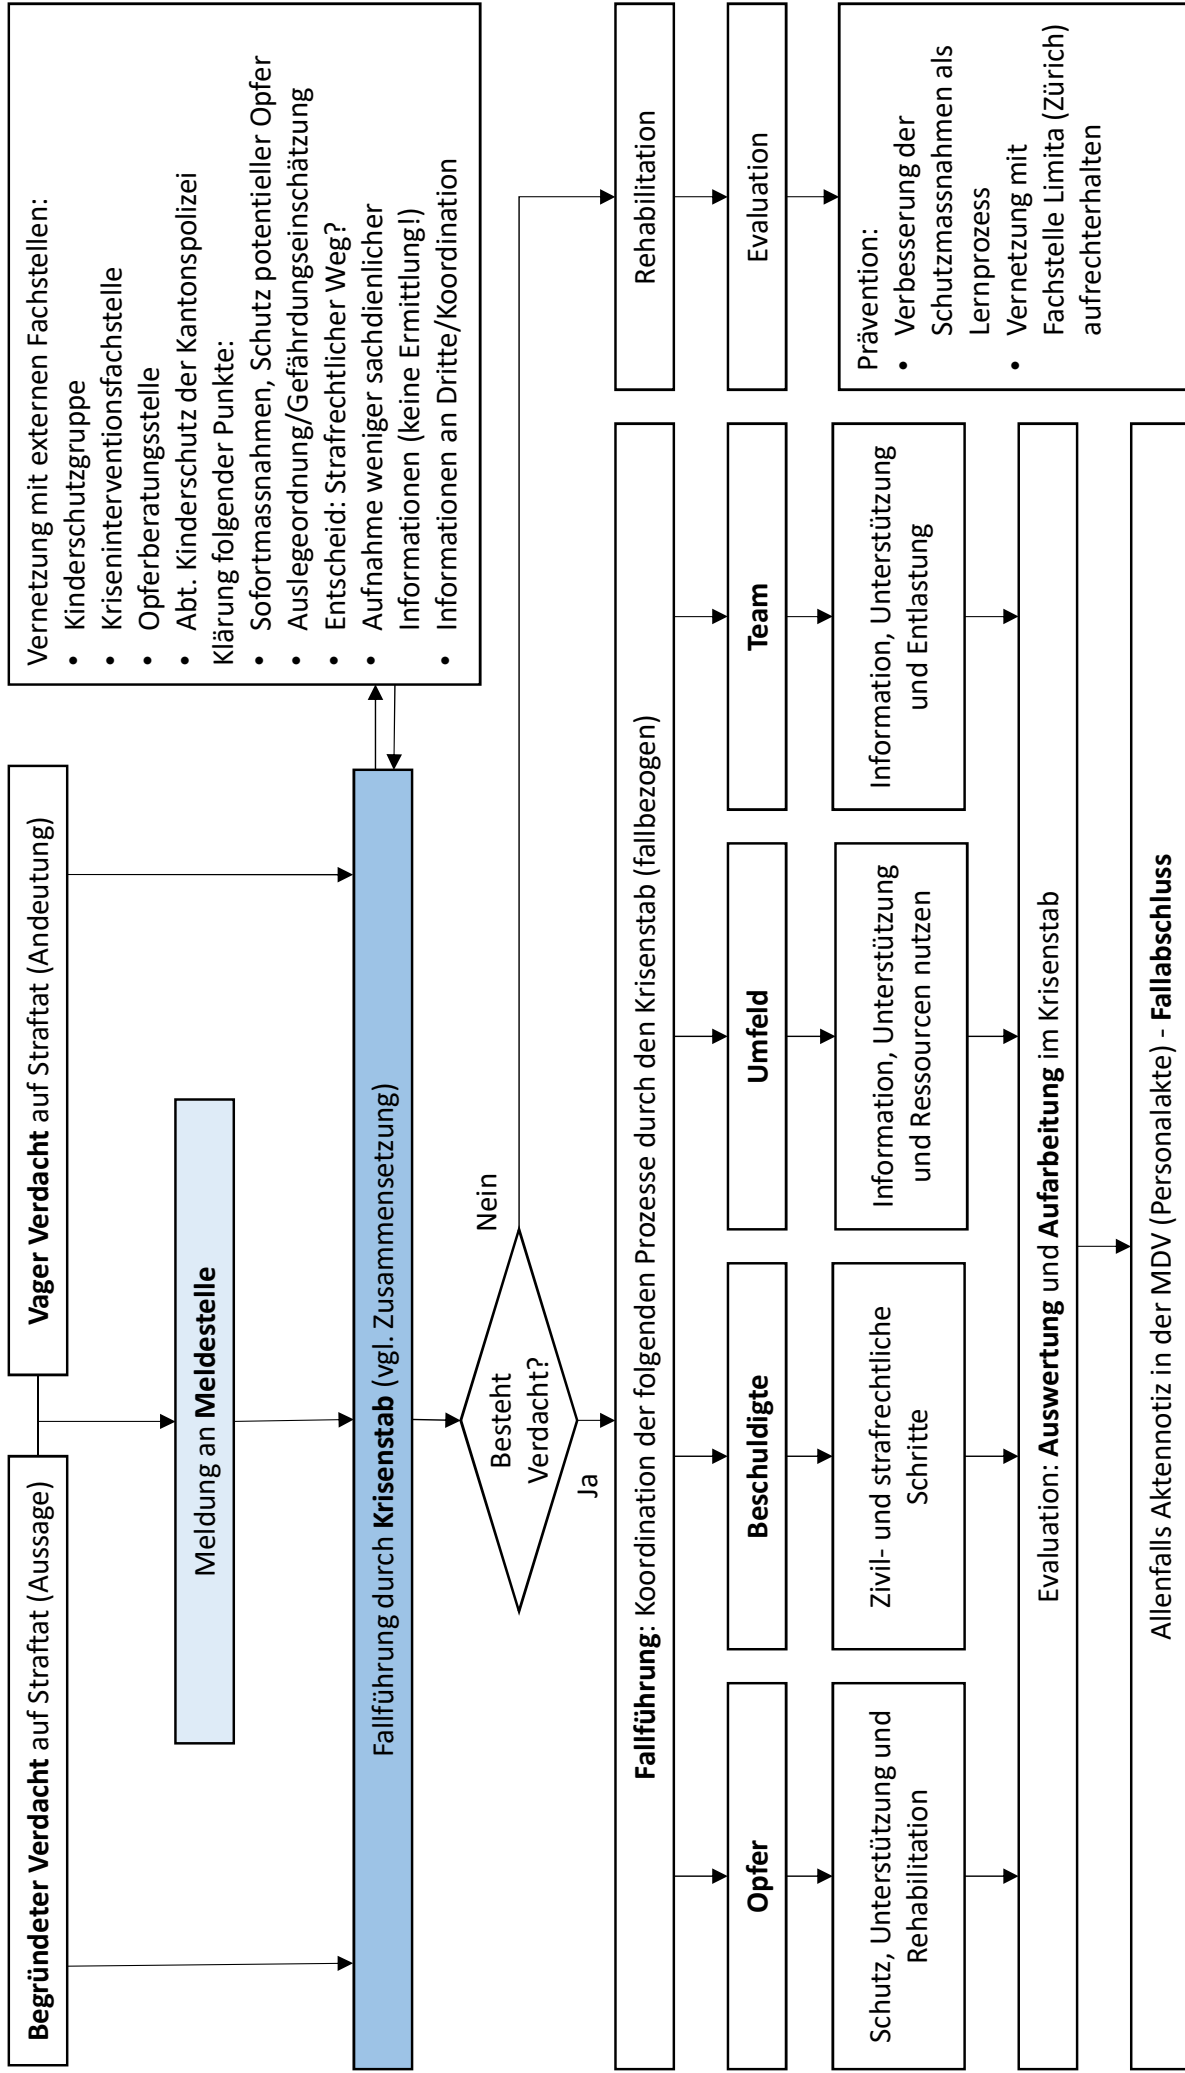 Begründeter Verdacht auf Straftat (Aussage)
Vager Verdacht auf Straftat (Andeutung)
Vernetzung mit externen Fachstellen:
• Kinderschutzgruppe
• Kriseninterventionsfachstelle
• Opferberatungsstelle
• Abt. Kinderschutz der Kantonspolizei
Klärung folgender Punkte:
• Sofortmassnahmen, Schutz potentieller Opfer
• Auslegeordnung/Gefährdungseinschätzung
• Entscheid: Strafrechtlicher Weg?
• Aufnahme weniger sachdienlicher
Informationen (keine Ermittlung!)
• Informationen an Dritte/Koordination
Meldung an Meldestelle
Fallführung durch Krisenstab (vgl. Zusammensetzung)
Besteht
Verdacht?
Nein
Ja
Fallführung: Koordination der folgenden Prozesse durch den Krisenstab (fallbezogen)
Rehabilitation
Opfer
Beschuldigte
Umfeld
Team
Evaluation
Schutz, Unterstützung und
Rehabilitation
Zivil- und strafrechtliche
Schritte
Information, Unterstützung
und Ressourcen nutzen
Information, Unterstützung
und Entlastung
Prävention:
• Verbesserung der
Schutzmassnahmen als
Lernprozess
• Vernetzung mit
Fachstelle Limita (Zürich)
aufrechterhalten
Evaluation: Auswertung und Aufarbeitung im Krisenstab
Allenfalls Aktennotiz in der MDV (Personalakte) - Fallabschluss